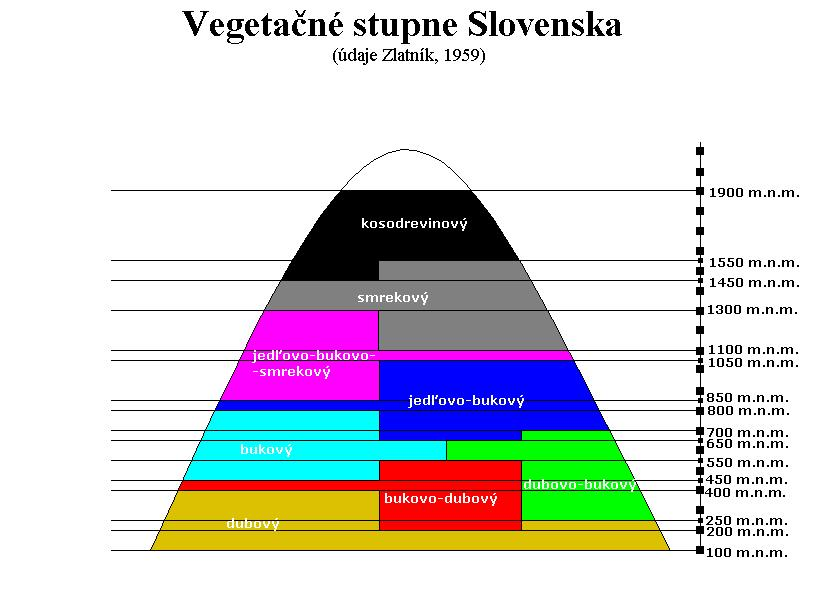 Vegetačné stupne Slovenska
(údaje Zlatník, 1959)
1900 m.n.m.
kosodrevinový
1550 m.n.m.
1450 m.n.m.
smrekový
1300 m.n.m.
1100 m.n.m.
jedľovo-bukovo-
-smrekový
1050 m.n.m.
850 m.n.m.
jedľovo-bukový
800 m.n.m.
700 m.n.m.
650 m.n.m.
bukový
550 m.n.m.
450 m.n.m.
dubovo-bukový
400 m.n.m.
bukovo-dubový
250 m.n.m.
dubový
200 m.n.m.
100 m.n.m.